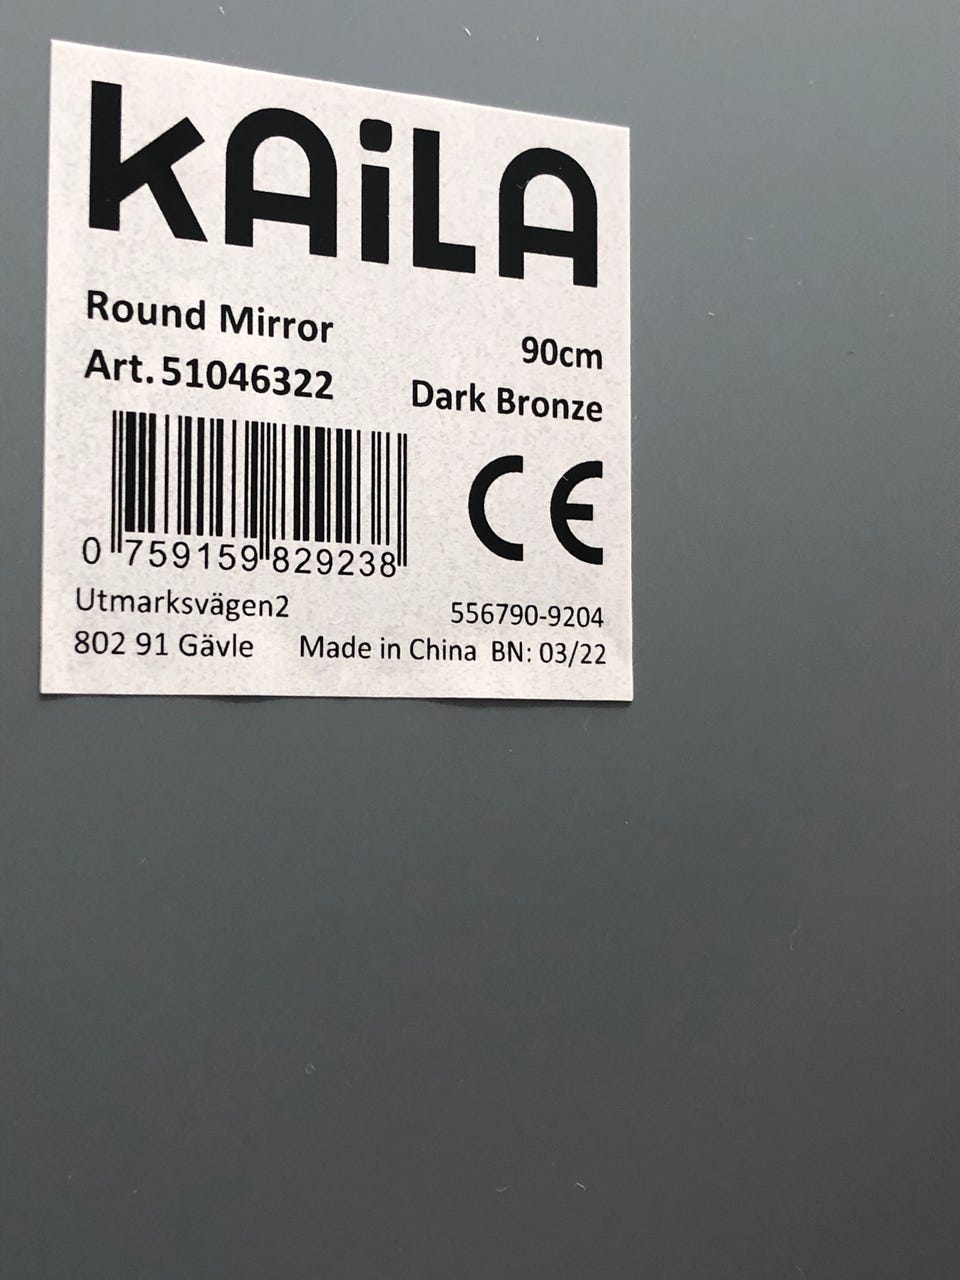 KAiLA
Round Mirror
90cm
Art. 51046322
Dark Bronze
CE
0 759159 829238
Utmarksvägen2
556790-9204
802 91 Gävle
Made in China BN: 03/22